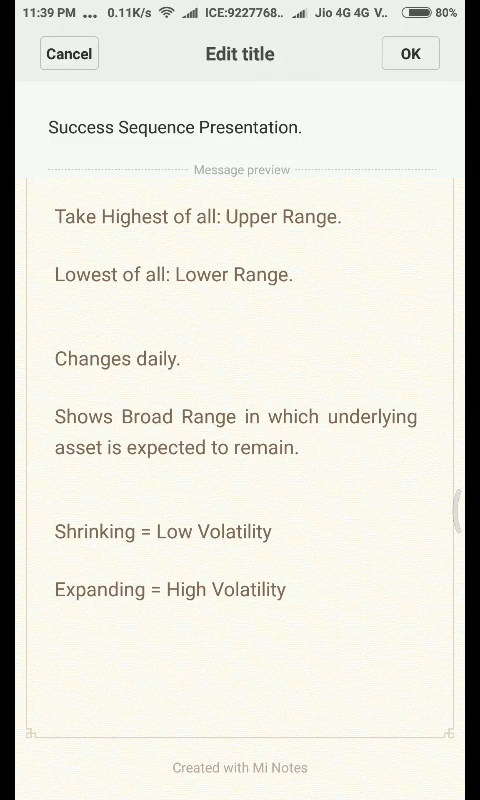 11:39 PM ... 0.11K/s ICE:9227768.. Jio 4G 4G V.. 80%
Cancel Edit title OK
Success Sequence Presentation.
Message preview
Take Highest of all: Upper Range.
Lowest of all: Lower Range.
Changes daily.
Shows Broad Range in which underlying
asset is expected to remain.
Shrinking = Low Volatility
Expanding = High Volatility
Created with Mi Notes